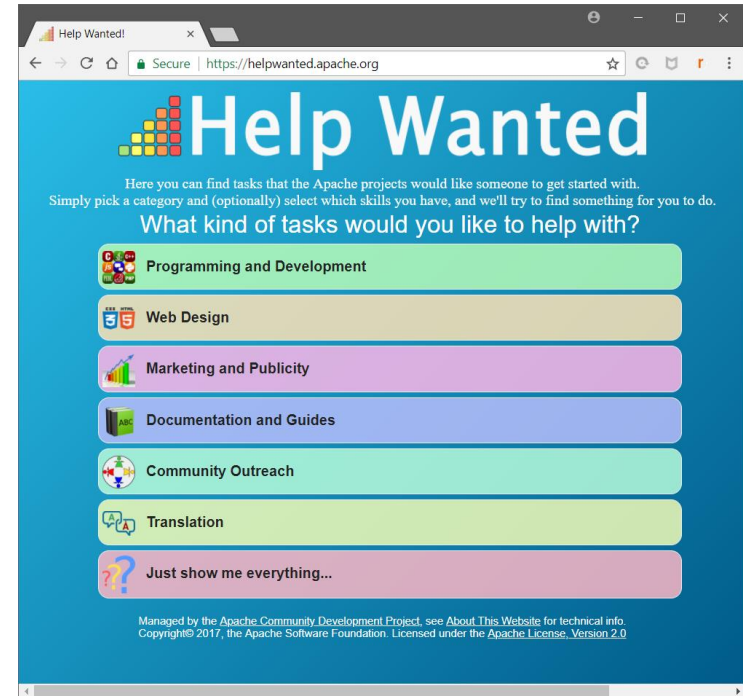 Help Wanted!
Secure | https://helpwanted.apache.org
Help Wanted
Here you can find tasks that the Apache projects would like someone to get started with.
Simply pick a category and (optionally) select which skills you have, and we'll try to find something for you to do.
What kind of tasks would you like to help with?
Programming and Development
Web Design
Marketing and Publicity
Documentation and Guides
ABC
Community Outreach
Translation
Just show me everything...
Managed by the Apache Community Development Project, see About This Website for technical info.
Copyright© 2017, the Apache Software Foundation. Licensed under the Apache License, Version 2.0